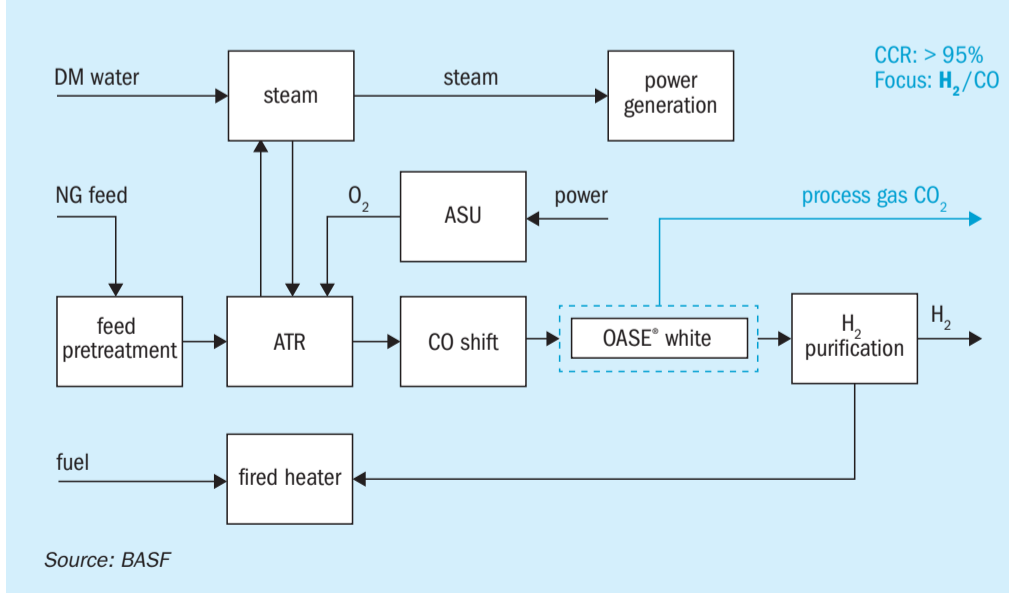 CCR: > 95%
Focus: H₂/CO
DM water
steam
steam
power
generation
NG feed
O₂
ASU
power
process gas CO₂
feed
pretreatment
ATR
CO shift
OASE® white
H₂
purification
H₂
fuel
fired heater
Source: BASF